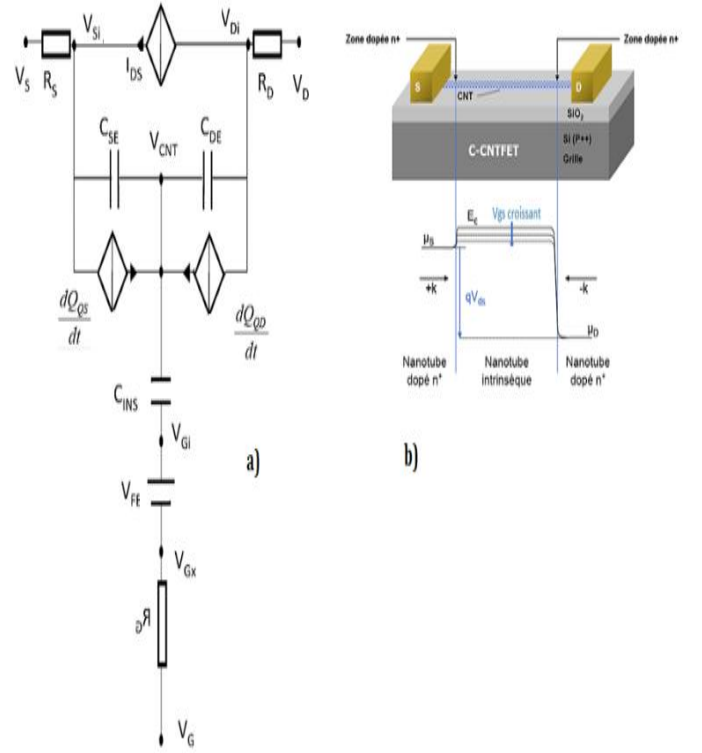 V_Si
V_Di
I_DS
V_S
R_S
R_D
V_D
C_SE
V_CNT
C_DE
dQ_QS
dt
dQ_QD
dt
C_INS
V_Gi
V_FE
V_Gx
R_G
V_G
a)
Zone dopée n+
Zone dopée n+
S
D
CNT
SiO₂
Si (P++)
Grille
C-CNTFET
E_c
Vgs croissant
μ_S
+k
-k
qV_ds
μ_D
Nanotube
dopé n⁺
Nanotube
intrinsèque
Nanotube
dopé n⁺
b)